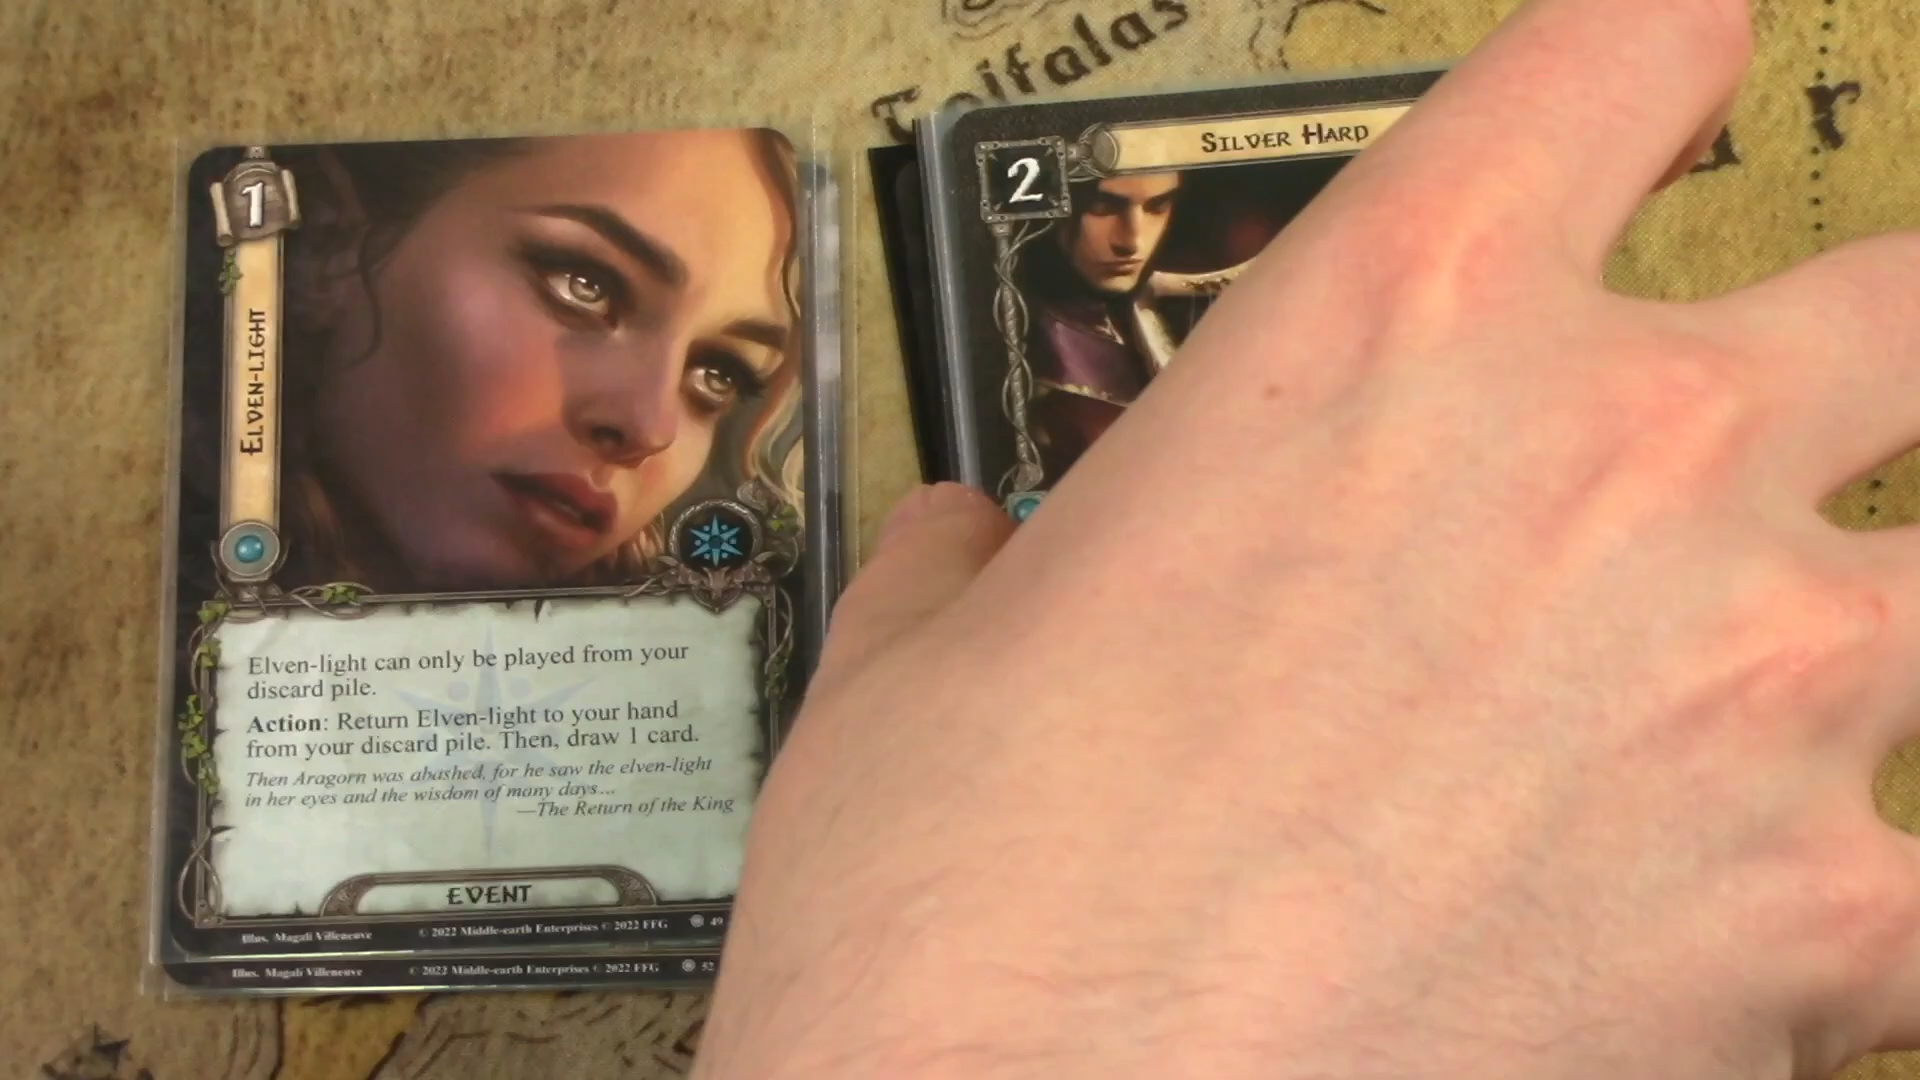 1
ELVEN-LIGHT
Elven-light can only be played from your
discard pile.
Action: Return Elven-light to your hand
from your discard pile. Then, draw 1 card.
Then Aragorn was abashed, for he saw the elven-light
in her eyes and the wisdom of many days...
—The Return of the King
EVENT
Illus. Magali Villeneuve © 2022 Middle-earth Enterprises © 2022 FFG 49
Illus. Magali Villeneuve © 2022 Middle-earth Enterprises © 2022 FFG 52
2
SILVER HARD
r